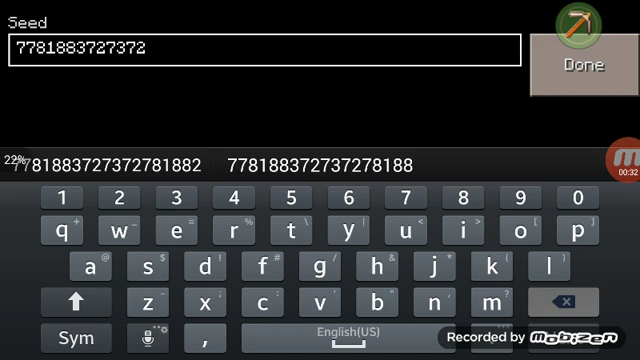 Seed
7781883727372
Done
22%
7781883727372781882 778188372737278188
00:32
1 2 3 4 5 6 7 8 9 0
q + w _ e = r % t \ y | u < i > o [ p ]
a @ s $ d ! f # g / h & j * k ( l )
z - x ; c " v : b ' n , m ?
Sym , English(US)
Recorded by mobizen